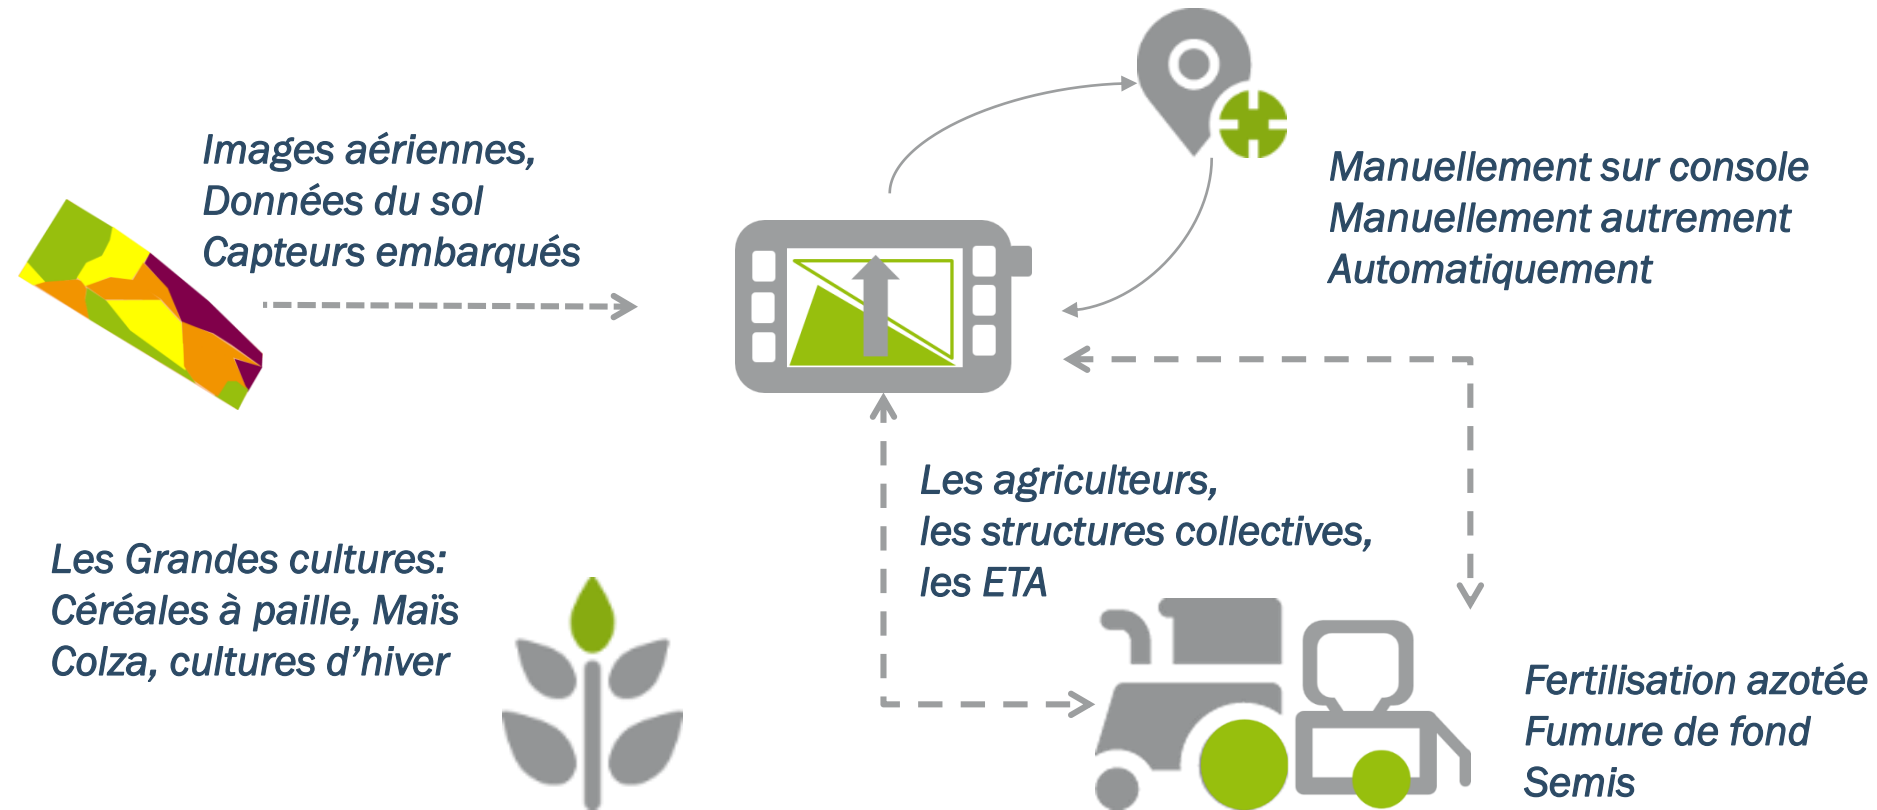 Images aériennes,
Données du sol
Capteurs embarqués
Manuellement sur console
Manuellement autrement
Automatiquement
Les agriculteurs,
les structures collectives,
les ETA
Les Grandes cultures:
Céréales à paille, Maïs
Colza, cultures d’hiver
Fertilisation azotée
Fumure de fond
Semis